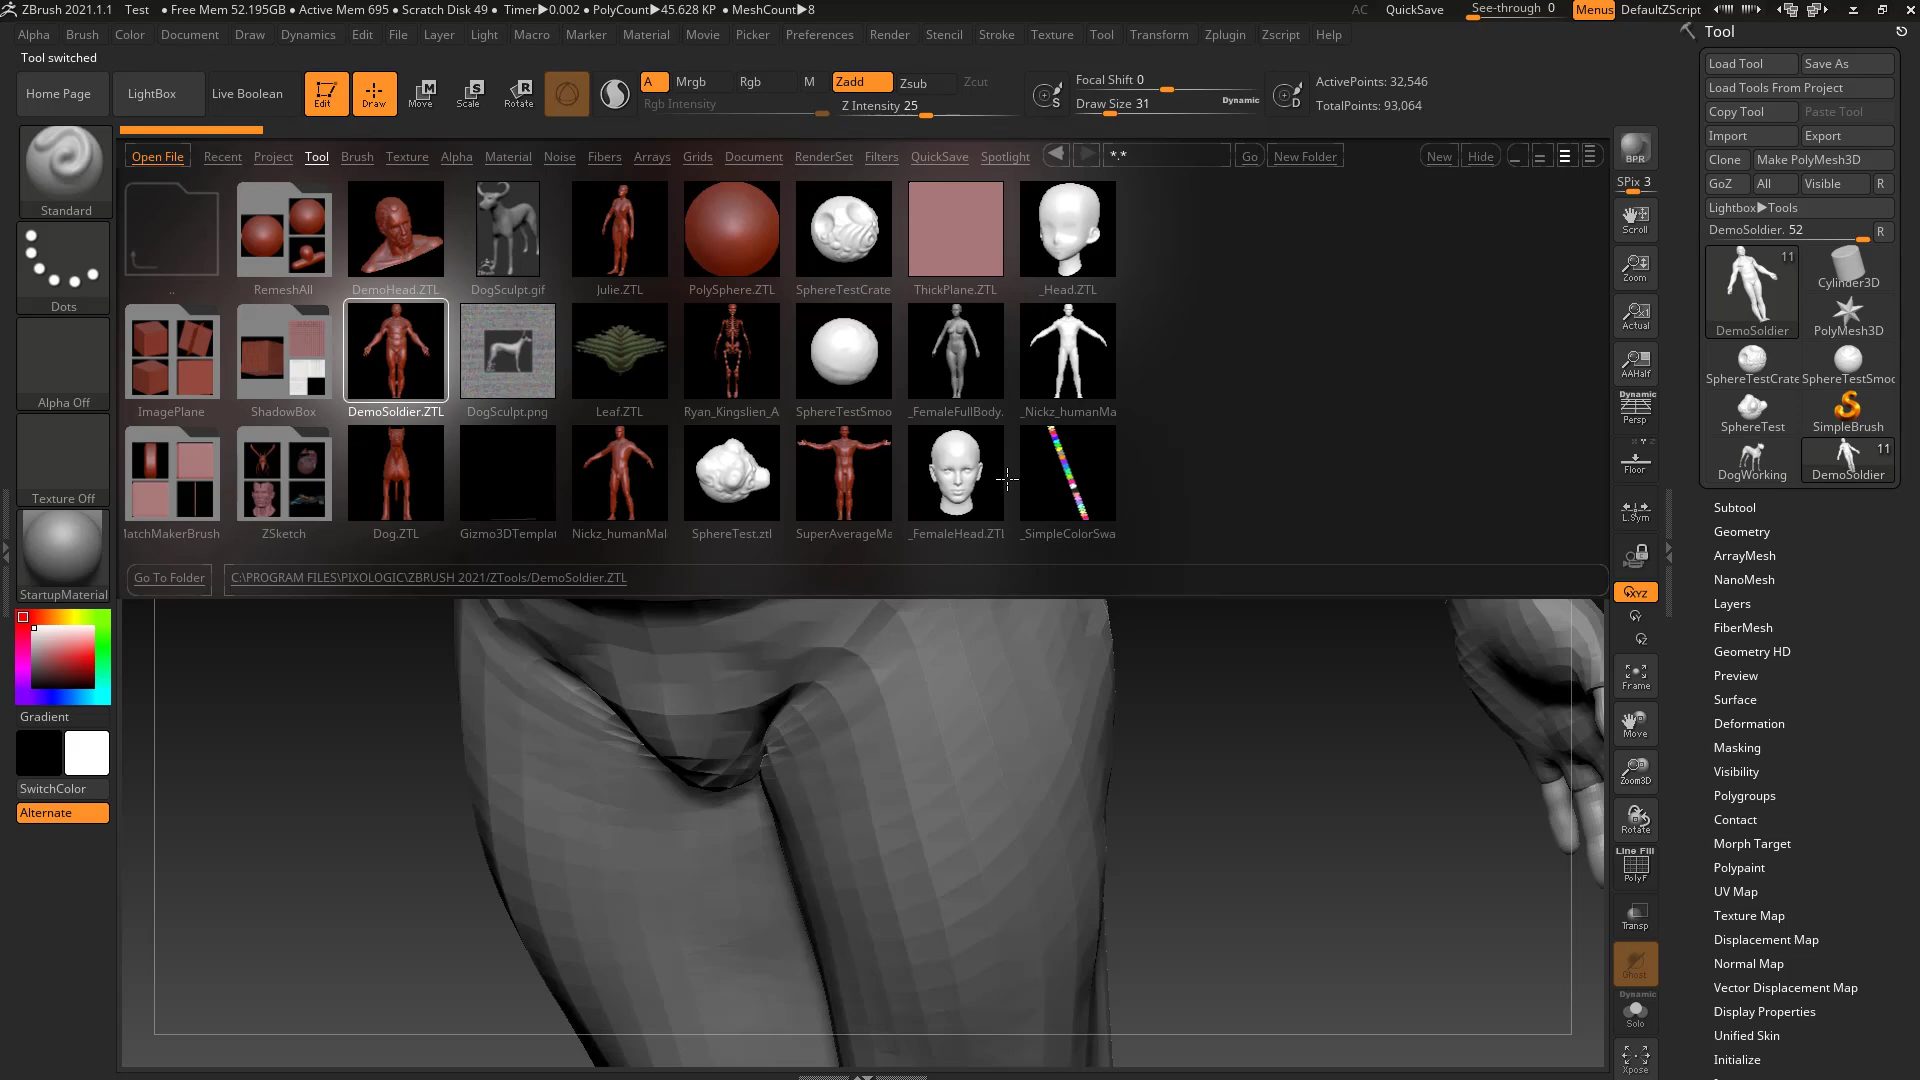 ZBrush 2021.1.1 Test • Free Mem 52.195GB • Active Mem 695 • Scratch Disk 49 • Timer▶0.002 • PolyCount▶45.628 KP • MeshCount▶8 AC QuickSave See-through 0 Menus DefaultZScript
Alpha Brush Color Document Draw Dynamics Edit File Layer Light Macro Marker Material Movie Picker Preferences Render Stencil Stroke Texture Tool Transform Zplugin Zscript Help
Tool switched
Home Page LightBox Live Boolean Edit Draw Move Scale Rotate
A Mrgb Rgb M Zadd Zsub Zcut
Rgb Intensity Z Intensity 25
S Focal Shift 0
Draw Size 31 Dynamic
D ActivePoints: 32,546
TotalPoints: 93,064
Open File Recent Project Tool Brush Texture Alpha Material Noise Fibers Arrays Grids Document RenderSet Filters QuickSave Spotlight *.* Go New Folder New Hide
.. RemeshAll DemoHead.ZTL DogSculpt.gif Julie.ZTL PolySphere.ZTL SphereTestCrate ThickPlane.ZTL _Head.ZTL
ImagePlane ShadowBox DemoSoldier.ZTL DogSculpt.png Leaf.ZTL Ryan_Kingslien_A SphereTestSmoo _FemaleFullBody. _Nickz_humanMa
MatchMakerBrush ZSketch Dog.ZTL Gizmo3DTemplat Nickz_humanMal SphereTest.ztl SuperAverageMa _FemaleHead.ZTL _SimpleColorSwa
Go To Folder C:\PROGRAM FILES\PIXOLOGIC\ZBRUSH 2021/ZTools/DemoSoldier.ZTL
Standard
Dots
Alpha Off
Texture Off
StartupMaterial
Gradient
SwitchColor
Alternate
BPR
SPix 3
Scroll
Zoom
Actual
AAHalf
Dynamic
Persp
Floor
L.Sym
XYZ
Y
Z
Frame
Move
Zoom3D
Rotate
Line Fill
PolyF
Transp
Ghost
Dynamic
Solo
Xpose
Tool
Load Tool Save As
Load Tools From Project
Copy Tool Paste Tool
Import Export
Clone Make PolyMesh3D
GoZ All Visible R
Lightbox▶Tools
DemoSoldier. 52 R
11
DemoSoldier
Cylinder3D
PolyMesh3D
SphereTestCrate SphereTestSmoo
SphereTest SimpleBrush
11
DogWorking DemoSoldier
Subtool
Geometry
ArrayMesh
NanoMesh
Layers
FiberMesh
Geometry HD
Preview
Surface
Deformation
Masking
Visibility
Polygroups
Contact
Morph Target
Polypaint
UV Map
Texture Map
Displacement Map
Normal Map
Vector Displacement Map
Display Properties
Unified Skin
Initialize